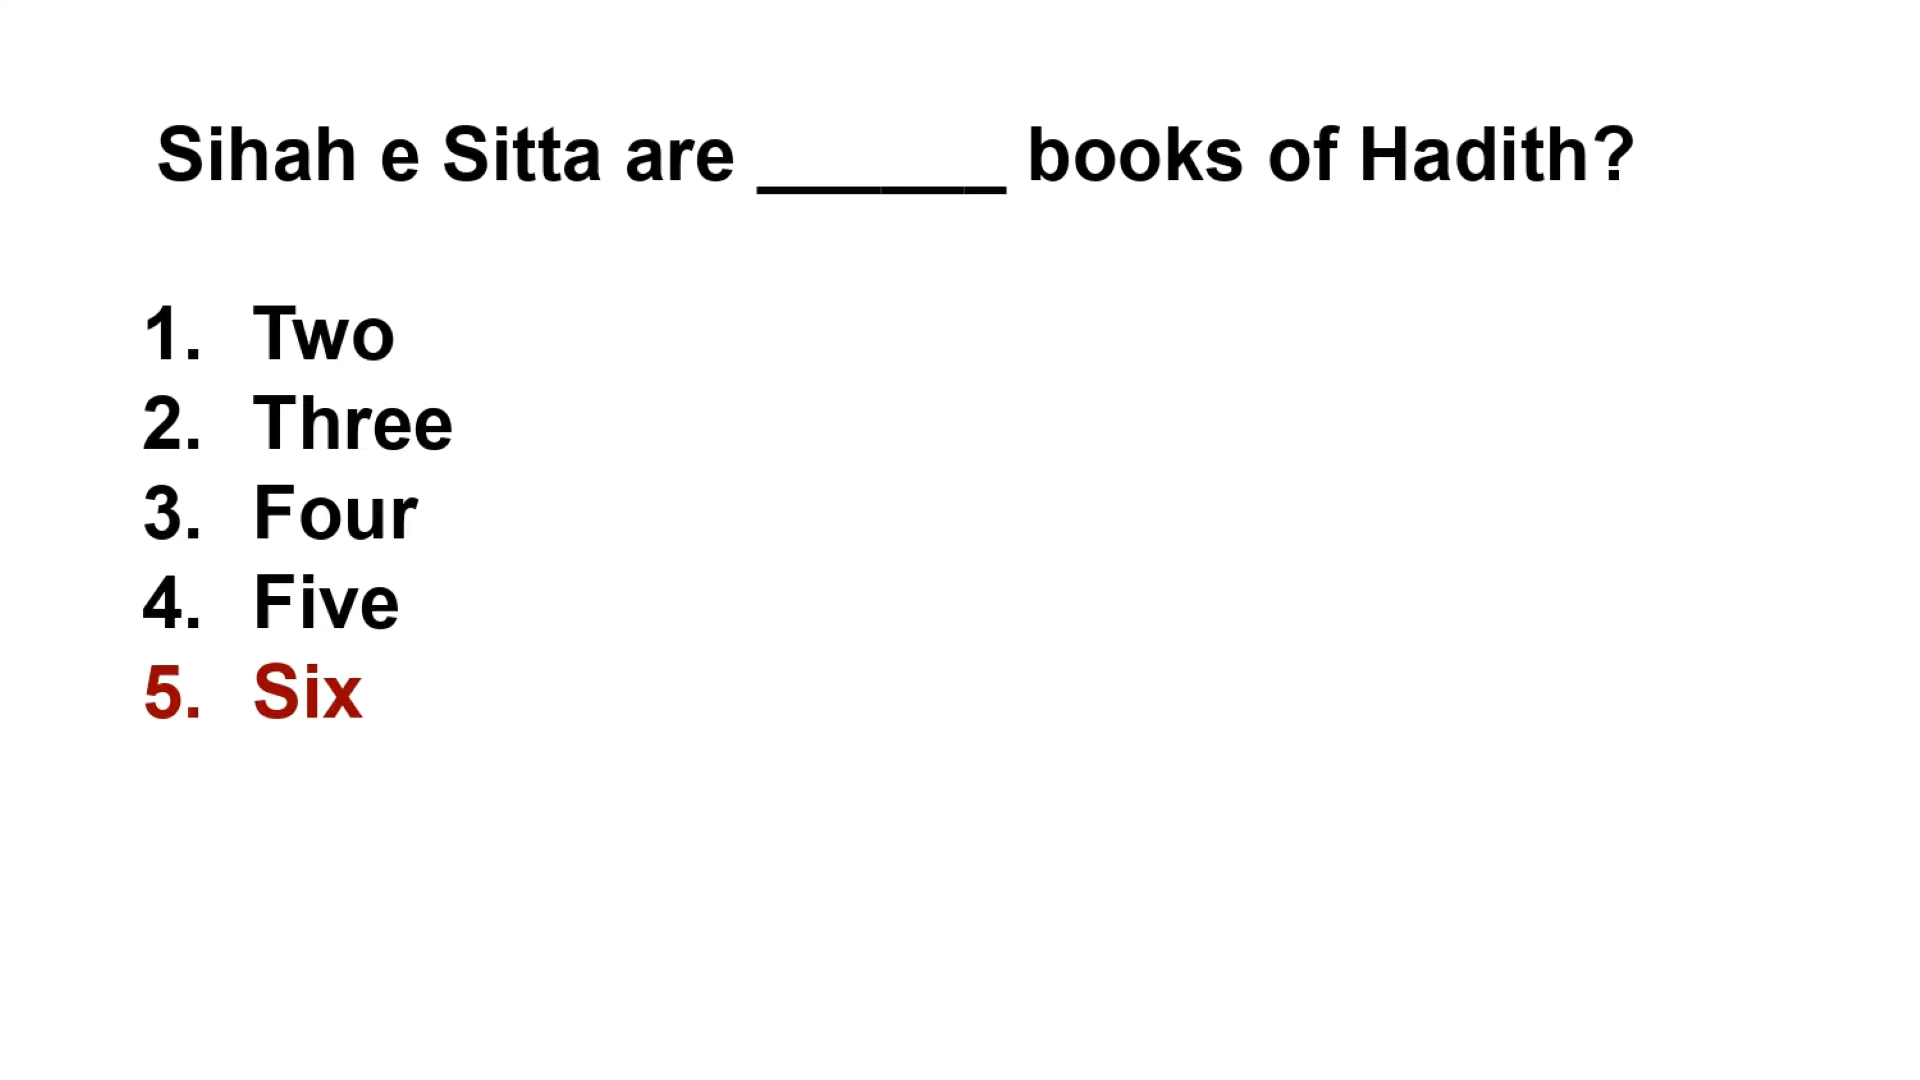 Sihah e Sitta are ______ books of Hadith?
1. Two
2. Three
3. Four
4. Five
5. Six